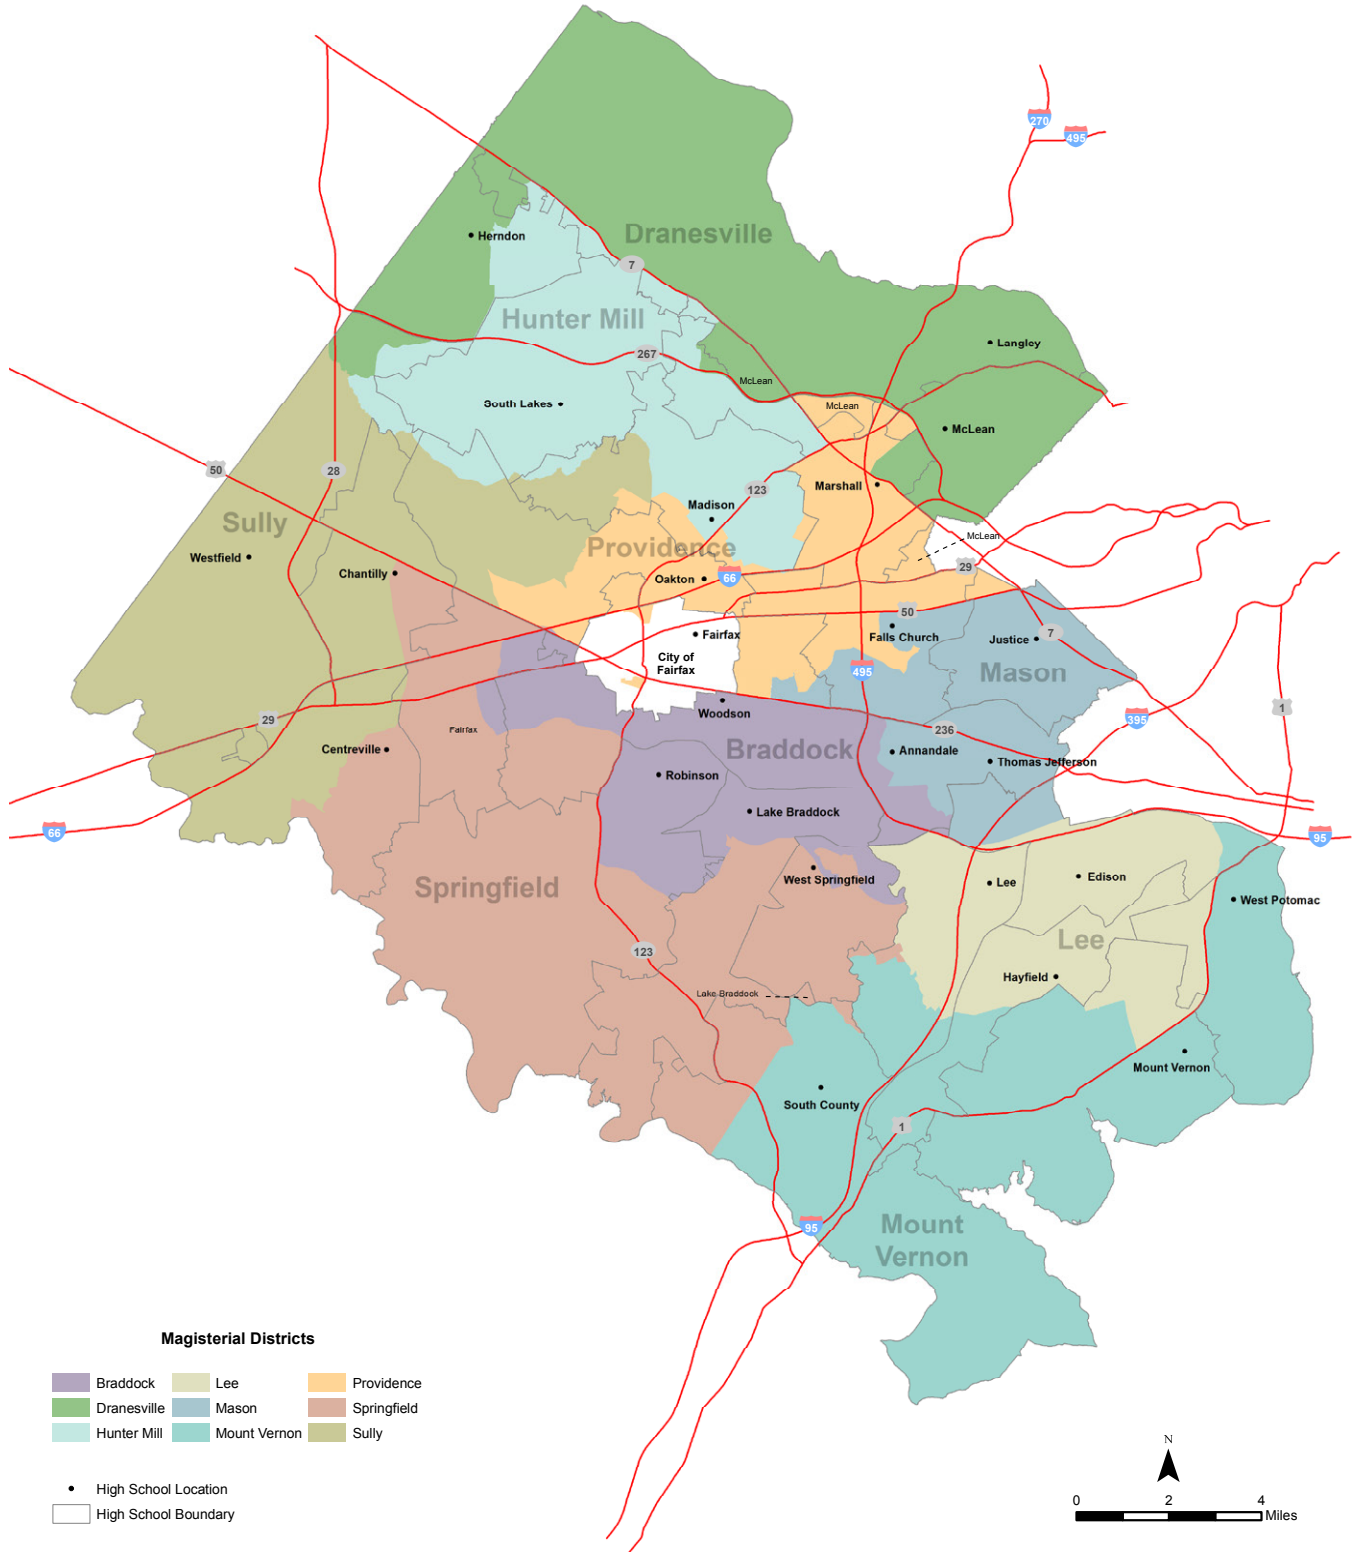 270
495
Dranesville
Herndon
7
Hunter Mill
Langley
267
McLean
South Lakes
McLean
McLean
50
28
Marshall
123
Madison
Sully
Providence
McLean
Westfield
Chantilly
Oakton
66
29
50
Fairfax
Falls Church
Justice
7
City of
Fairfax
495
Mason
Woodson
29
1
395
Fairfax
236
Centreville
Braddock
Annandale
Thomas Jefferson
Robinson
Lake Braddock
66
95
West Springfield
Springfield
Lee
Edison
West Potomac
Lee
123
Hayfield
Lake Braddock
Mount Vernon
South County
1
95
Mount
Vernon
Magisterial Districts
Braddock
Lee
Providence
Dranesville
Mason
Springfield
Hunter Mill
Mount Vernon
Sully
High School Location
High School Boundary
N
0 2 4
Miles